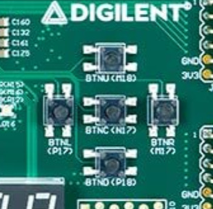 DIGILENT
C160
C132
C161
C125
BTNU(M18)
BTNL
(P17)
BTNC(N17)
BTNR
(M17)
BTND(P18)
GND
3V3
GND
3V3